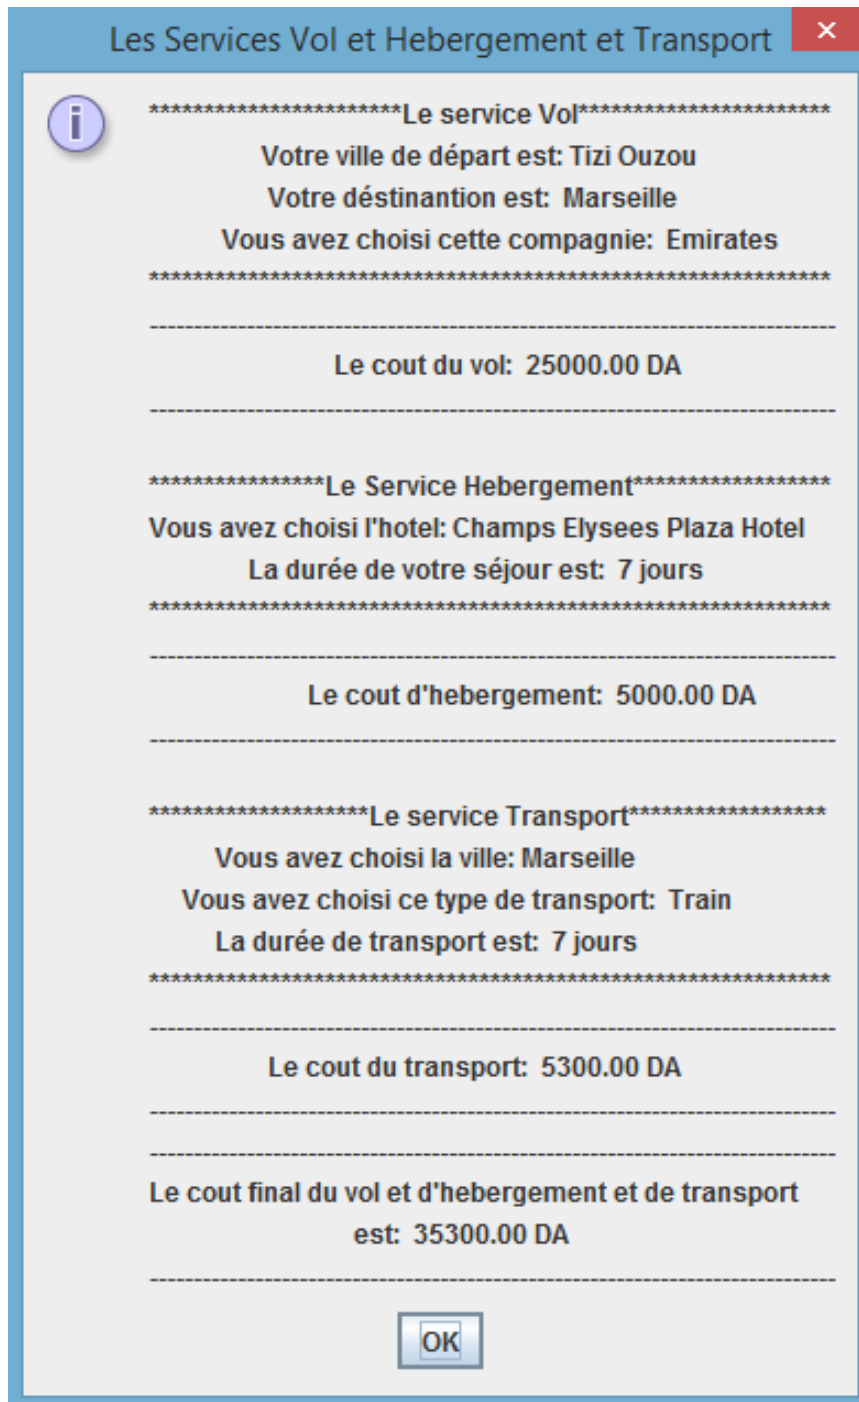 Les Services Vol et Hebergement et Transport
***********************Le service Vol***********************
Votre ville de départ est: Tizi Ouzou
Votre déstinantion est:  Marseille
Vous avez choisi cette compagnie:  Emirates
**************************************************************
------------------------------------------------------------------------------
Le cout du vol:  25000.00 DA
------------------------------------------------------------------------------
****************Le Service Hebergement******************
Vous avez choisi l'hotel: Champs Elysees Plaza Hotel
La durée de votre séjour est:  7 jours
**************************************************************
------------------------------------------------------------------------------
Le cout d'hebergement:  5000.00 DA
------------------------------------------------------------------------------
********************Le service Transport******************
Vous avez choisi la ville: Marseille
Vous avez choisi ce type de transport:  Train
La durée de transport est:  7 jours
**************************************************************
------------------------------------------------------------------------------
Le cout du transport:  5300.00 DA
------------------------------------------------------------------------------
------------------------------------------------------------------------------
Le cout final du vol et d'hebergement et de transport
est:  35300.00 DA
------------------------------------------------------------------------------
OK